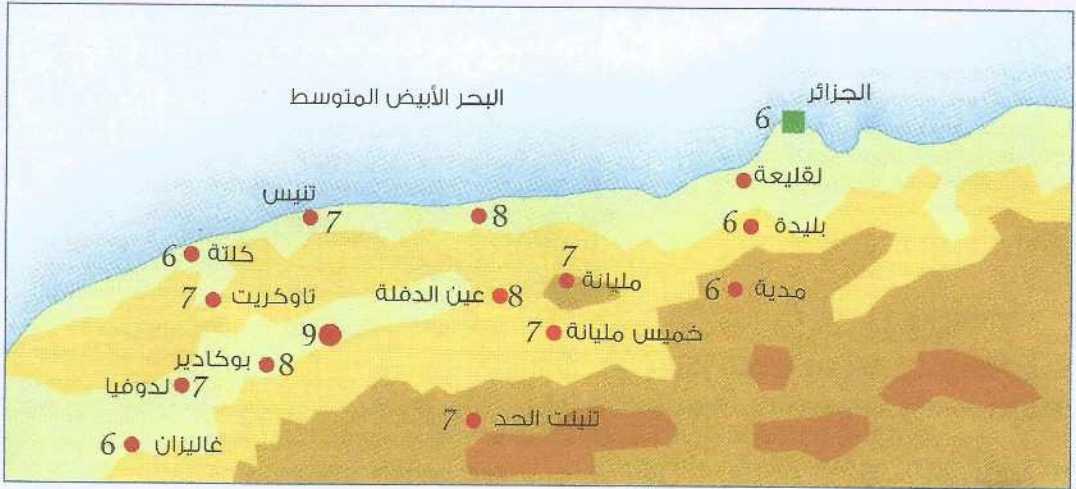 الجزائر
6
البحر الأبيض المتوسط
لقليعة
تنيس
7
8
6 بليدة
6 كلتة
7
مليانة
6 مدية
7 تاوكريت
عين الدفلة 8
9
7 خميس مليانة
بوكادير 8
لدوفيا 7
7 تنينت الحد
6 غاليزان